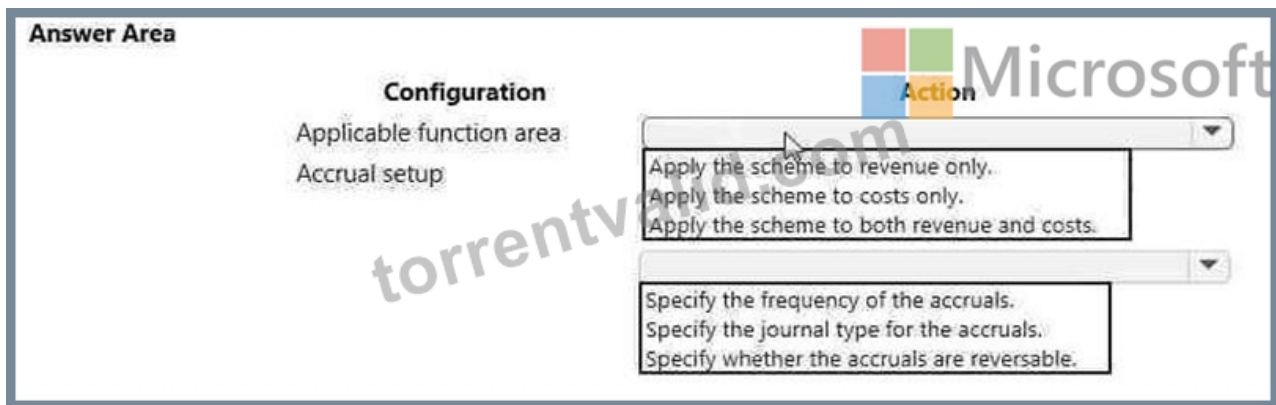 Answer Area
Microsoft
Configuration
Action
Applicable function area
Accrual setup
Apply the scheme to revenue only.
Apply the scheme to costs only.
Apply the scheme to both revenue and costs.
torrentvalid.com
Specify the frequency of the accruals.
Specify the journal type for the accruals.
Specify whether the accruals are reversable.